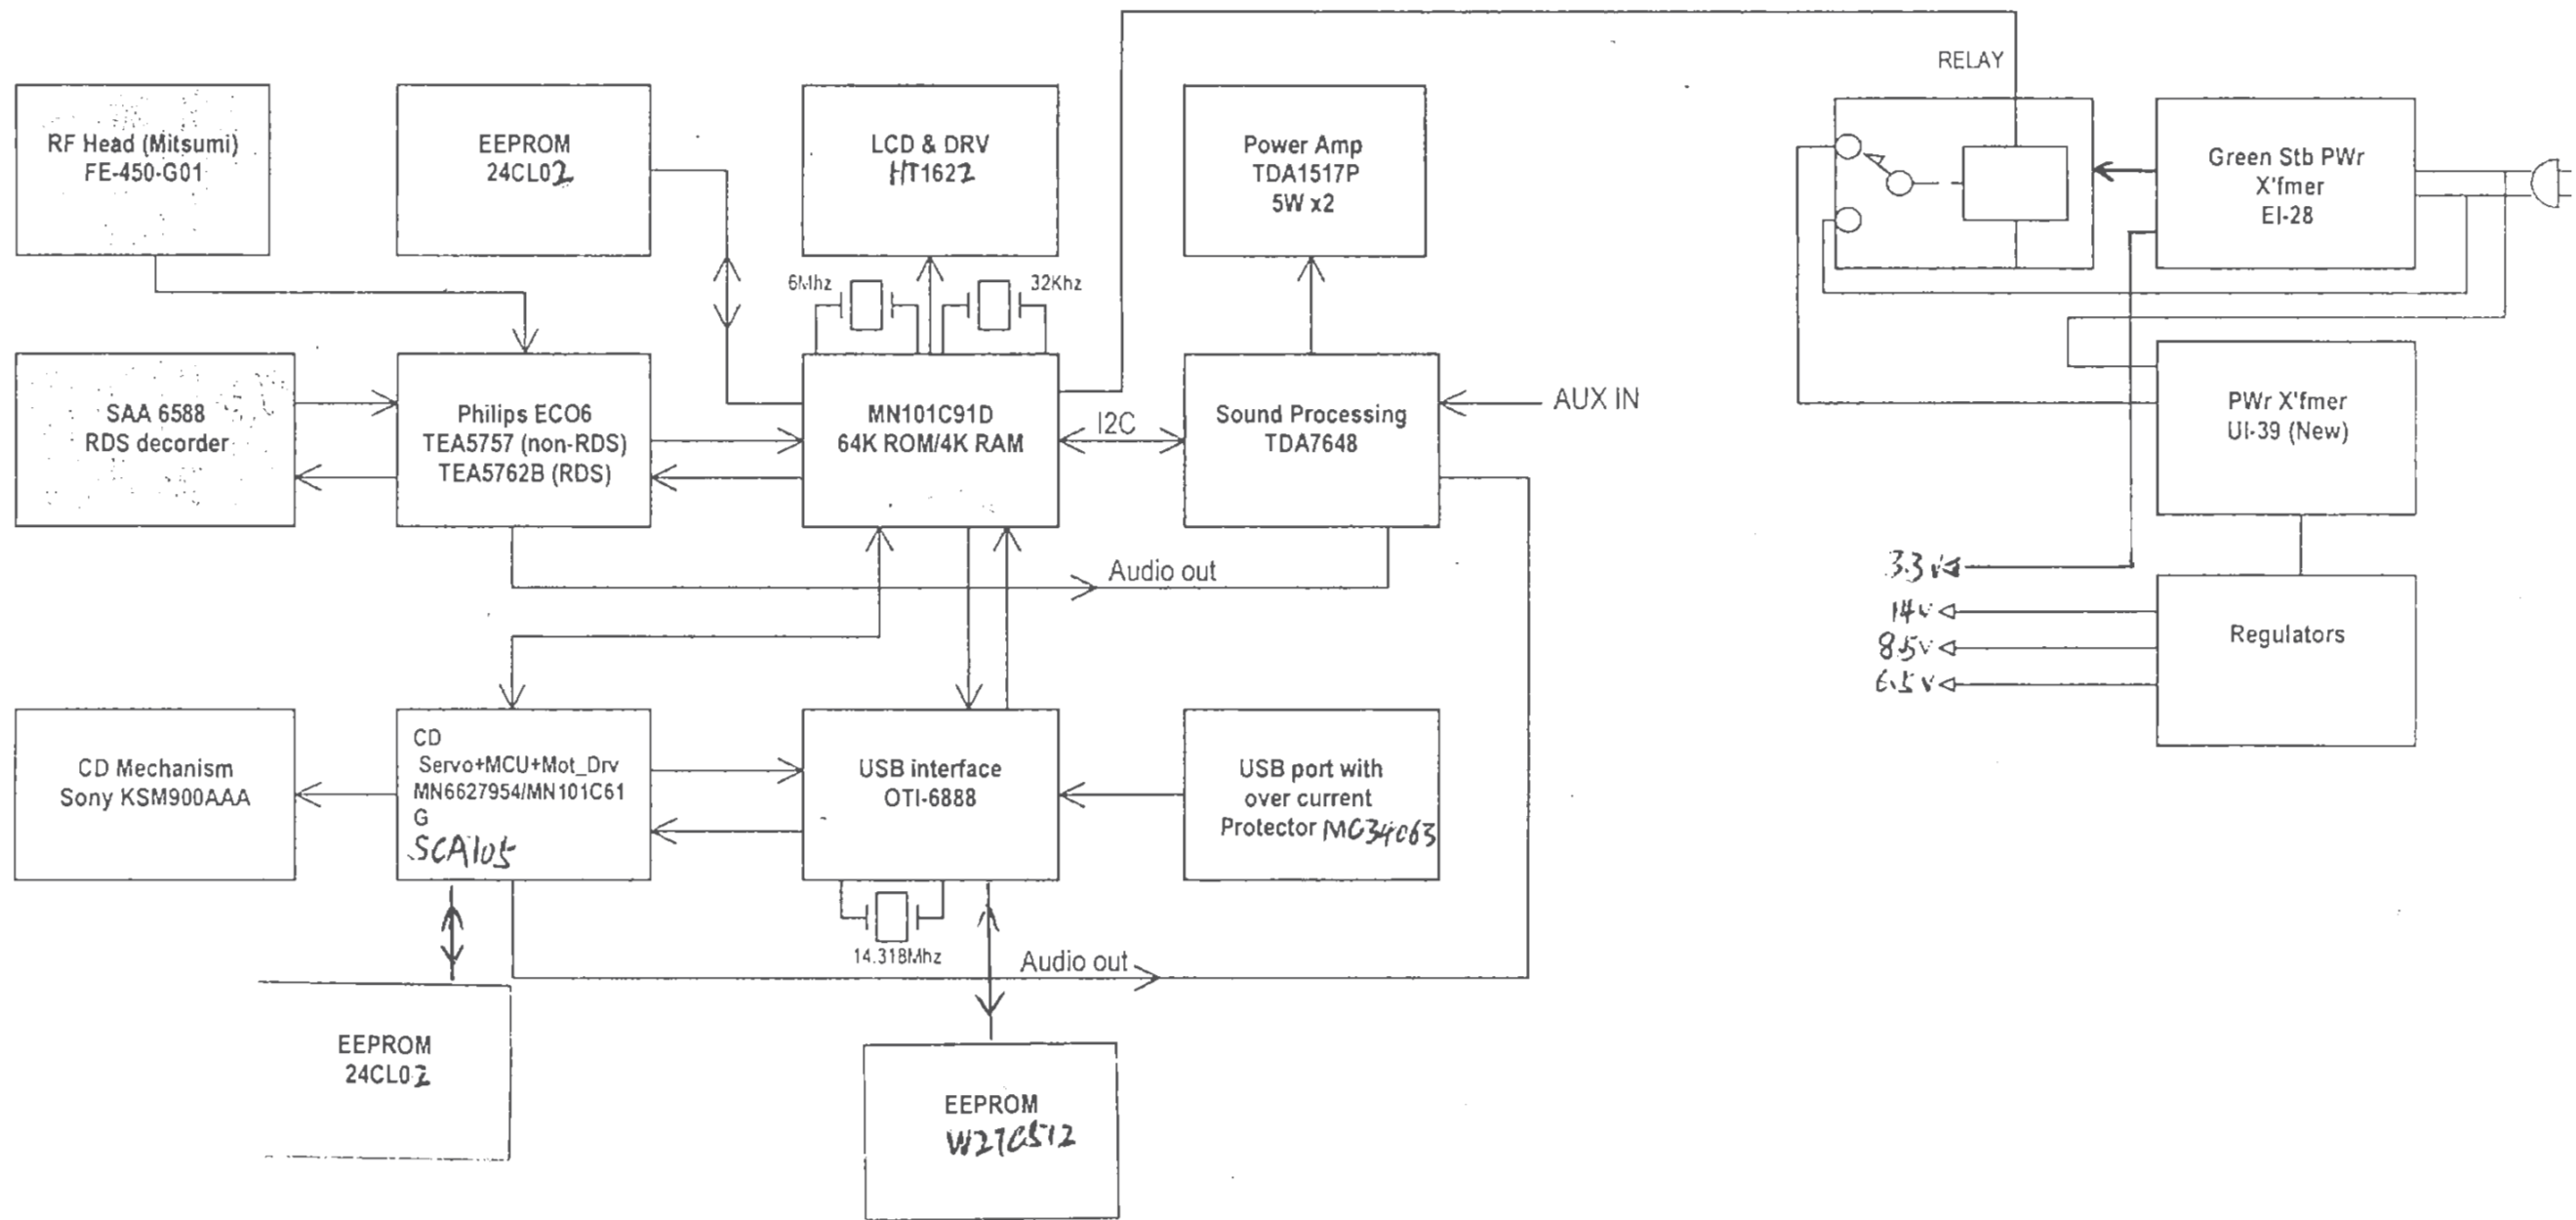 RELAY
RF Head (Mitsumi)
FE-450-G01
EEPROM
24CL02
LCD & DRV
HT1622
Power Amp
TDA1517P
5W x2
Green Stb PWr
X'fmer
EI-28
6Mhz
32Khz
SAA 6588
RDS decorder
Philips ECO6
TEA5757 (non-RDS)
TEA5762B (RDS)
MN101C91D
64K ROM/4K RAM
I2C
Sound Processing
TDA7648
AUX IN
PWr X'fmer
UI-39 (New)
Audio out
3.3 v
14v
8.5v
6.5v
Regulators
CD Mechanism
Sony KSM900AAA
CD
Servo+MCU+Mot_Drv
MN6627954/MN101C61
G
SCA105
USB interface
OTI-6888
USB port with
over current
Protector MC34063
14.318Mhz
Audio out
EEPROM
24CL02
EEPROM
W27C512